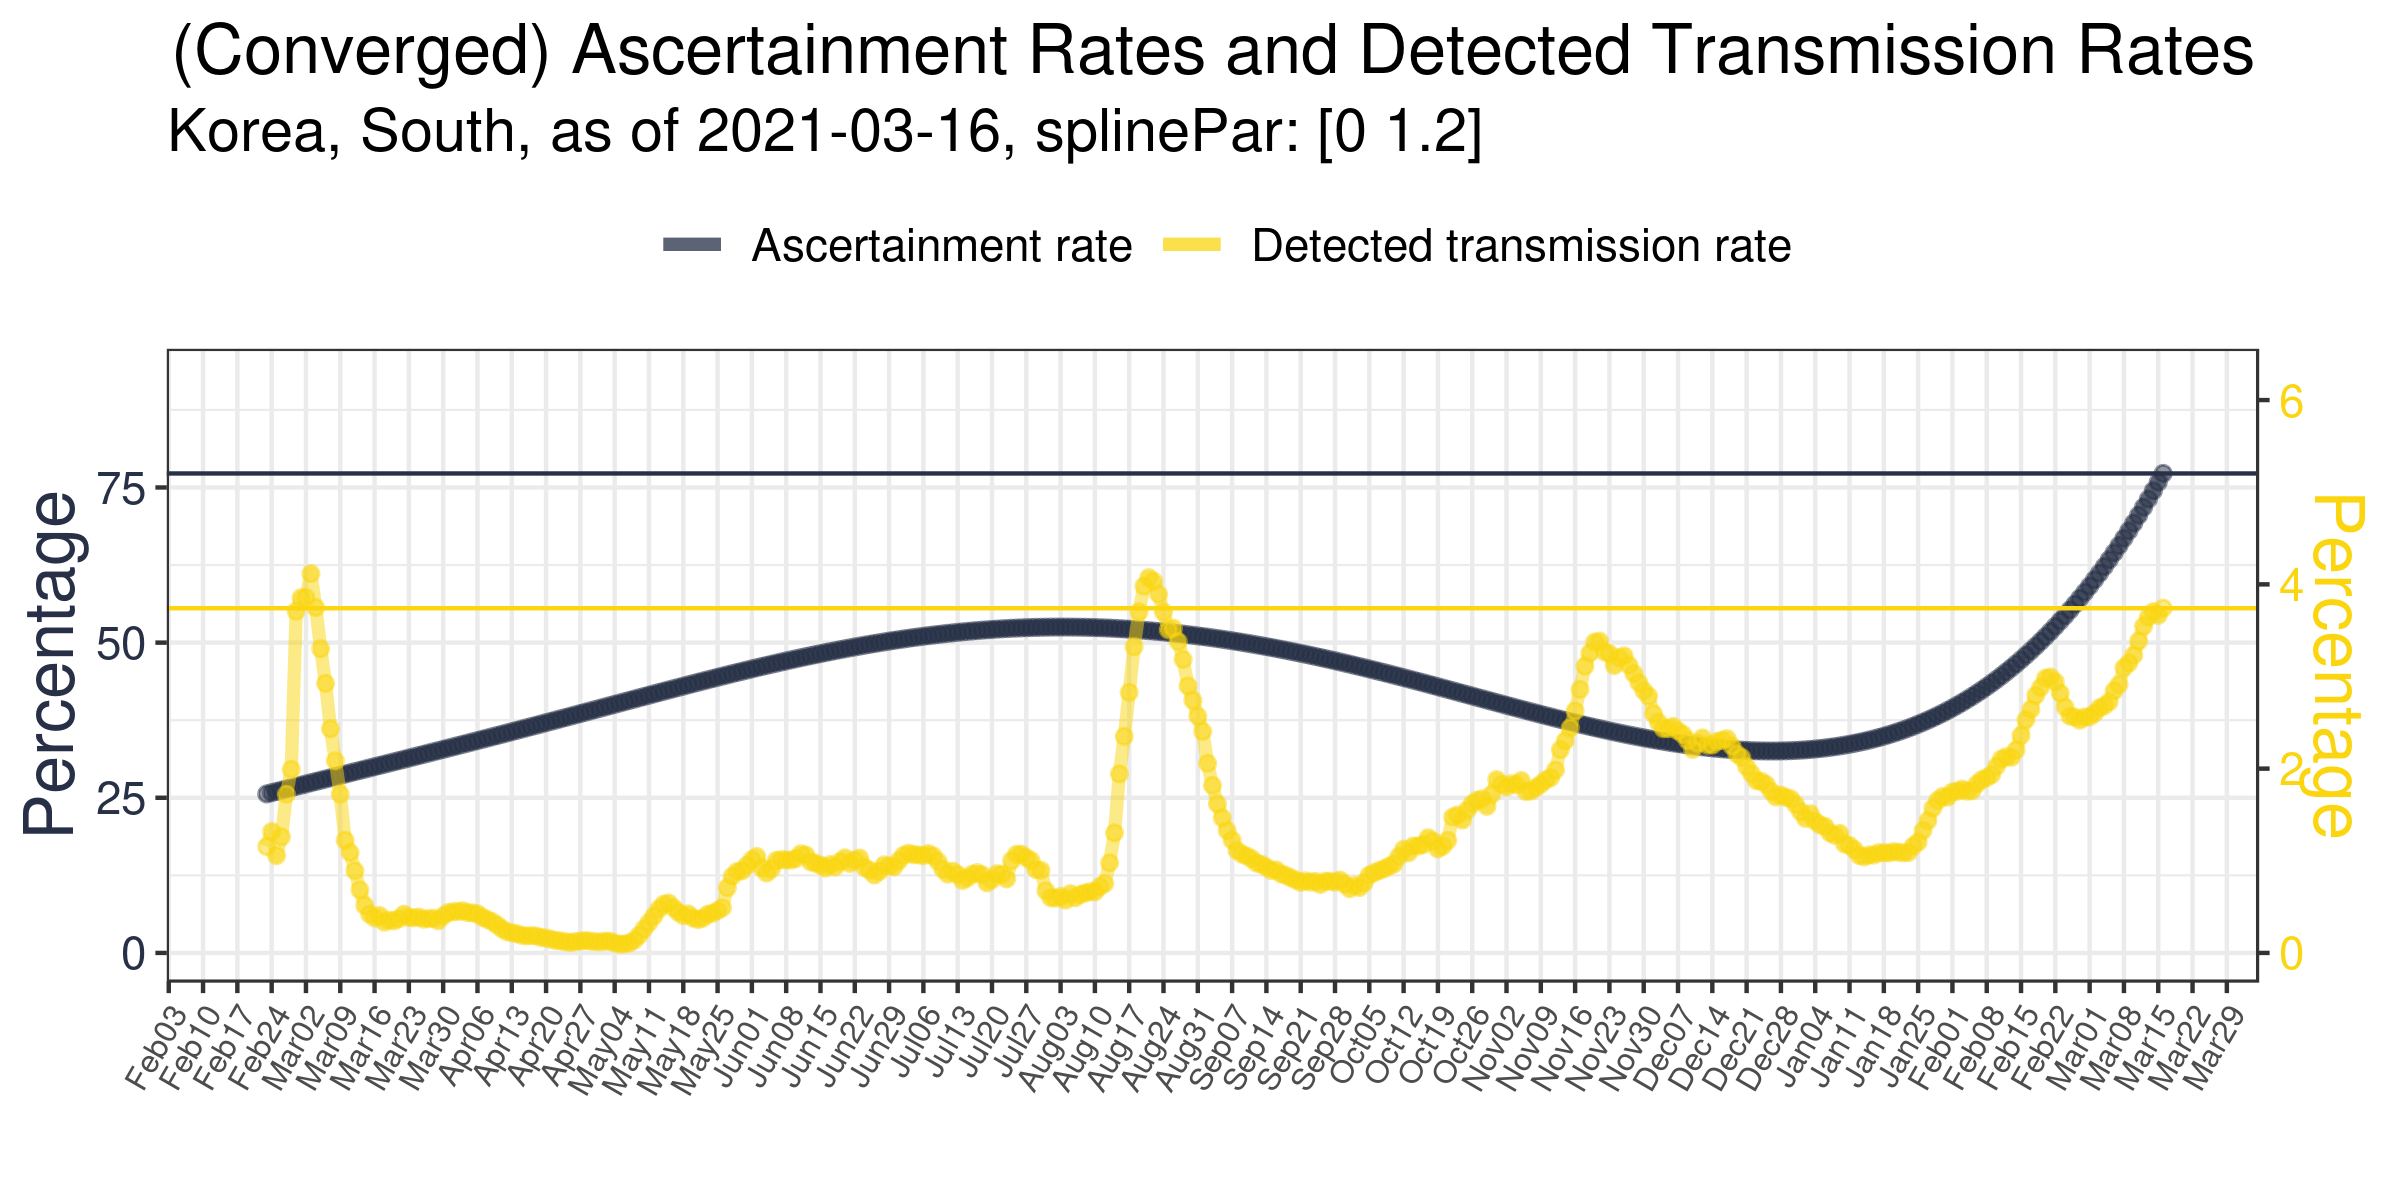 (Converged) Ascertainment Rates and Detected Transmission Rates
Korea, South, as of 2021-03-16, splinePar: [0 1.2]
Ascertainment rate Detected transmission rate
Percentage
75
50
25
0
6
4
2
0
Percentage
Feb03 Feb10 Feb17 Feb24 Mar02 Mar09 Mar16 Mar23 Mar30 Apr06 Apr13 Apr20 Apr27 May04 May11 May18 May25 Jun01 Jun08 Jun15 Jun22 Jun29 Jul06 Jul13 Jul20 Jul27 Aug03 Aug10 Aug17 Aug24 Aug31 Sep07 Sep14 Sep21 Sep28 Oct05 Oct12 Oct19 Oct26 Nov02 Nov09 Nov16 Nov23 Nov30 Dec07 Dec14 Dec21 Dec28 Jan04 Jan11 Jan18 Jan25 Feb01 Feb08 Feb15 Feb22 Mar01 Mar08 Mar15 Mar22 Mar29